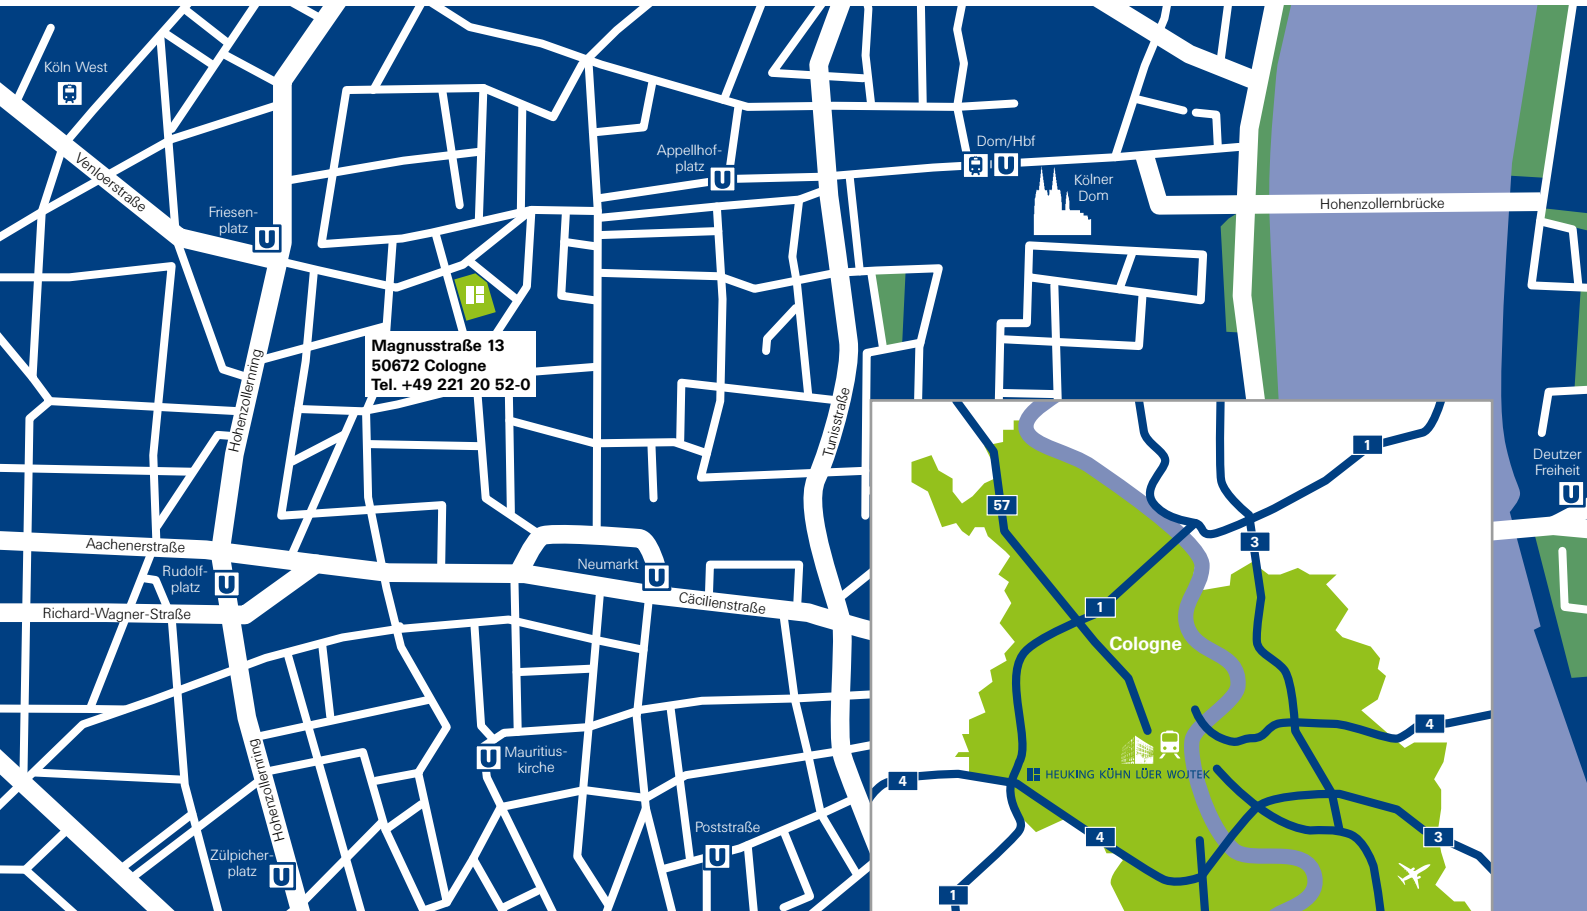 Köln West
Venloerstraße
Friesen-
platz
U
Appellhof-
platz
U
Dom/Hbf
U
Kölner
Dom
Hohenzollernbrücke
Magnusstraße 13
50672 Cologne
Tel. +49 221 20 52-0
Hohenzollernring
Tunisstraße
Deutzer
Freiheit
U
Aachenerstraße
Rudolf-
platz
U
Richard-Wagner-Straße
Neumarkt
U
Cäcilienstraße
Mauritius-
kirche
U
Hohenzollernring
Zülpicher-
platz
U
Poststraße
U
1
57
3
1
Cologne
4
HEUKING KÜHN LÜER WOJTEK
4
4
3
1